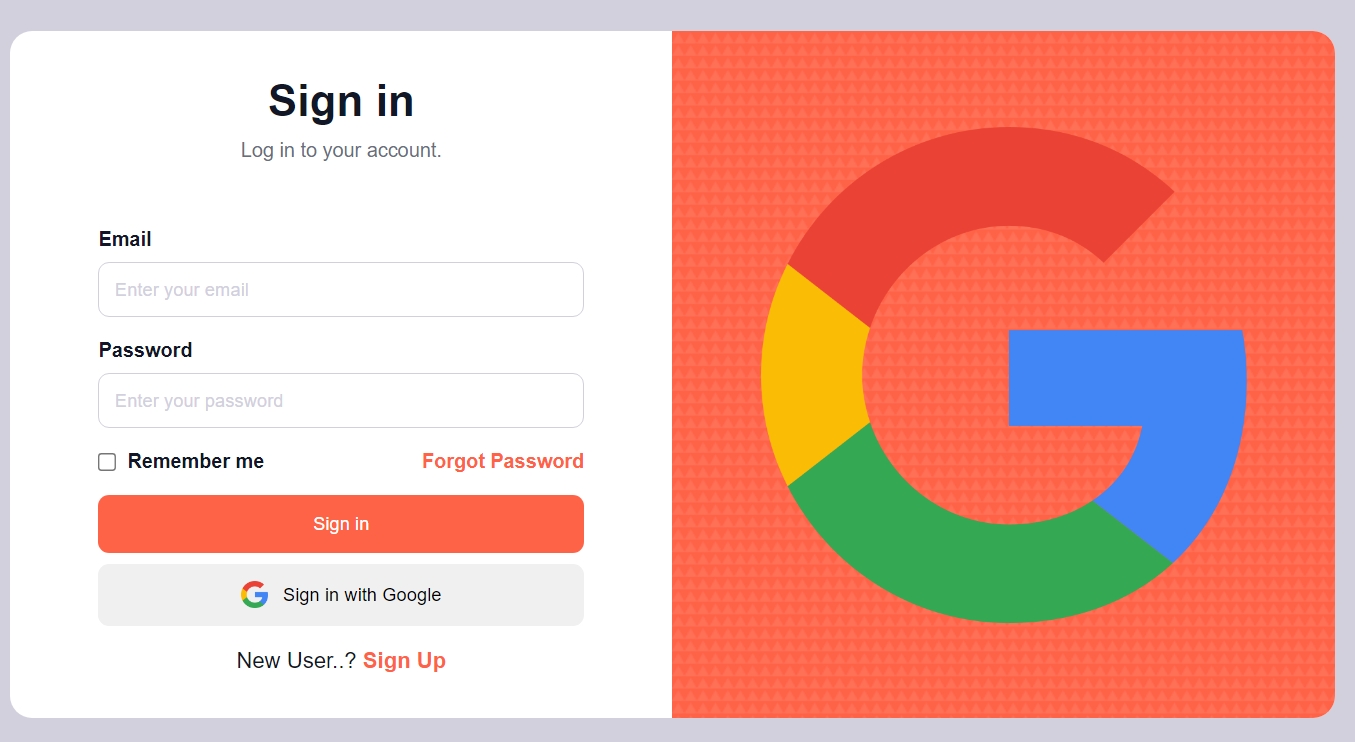 Sign in
Log in to your account.
Email
Enter your email
Password
Enter your password
Remember me
Forgot Password
Sign in
Sign in with Google
New User..? Sign Up